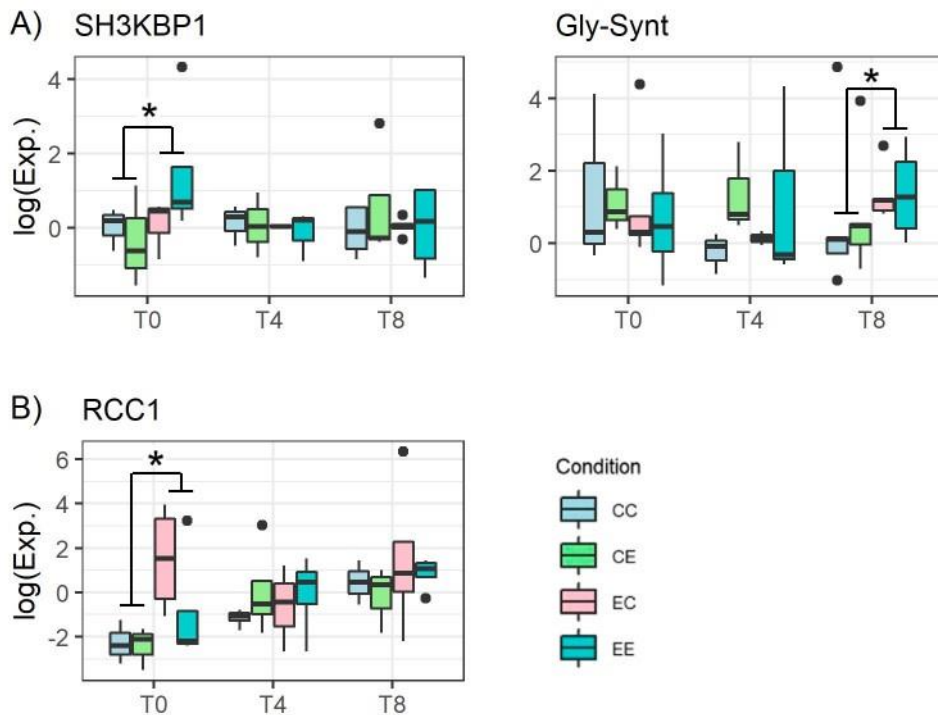 A) SH3KBP1
Gly-Synt
log(Exp.)
4
2
0
*
T0 T4 T8
4
2
0
*
T0 T4 T8
B) RCC1
log(Exp.)
6
4
2
0
-2
*
T0 T4 T8
Condition
CC
CE
EC
EE